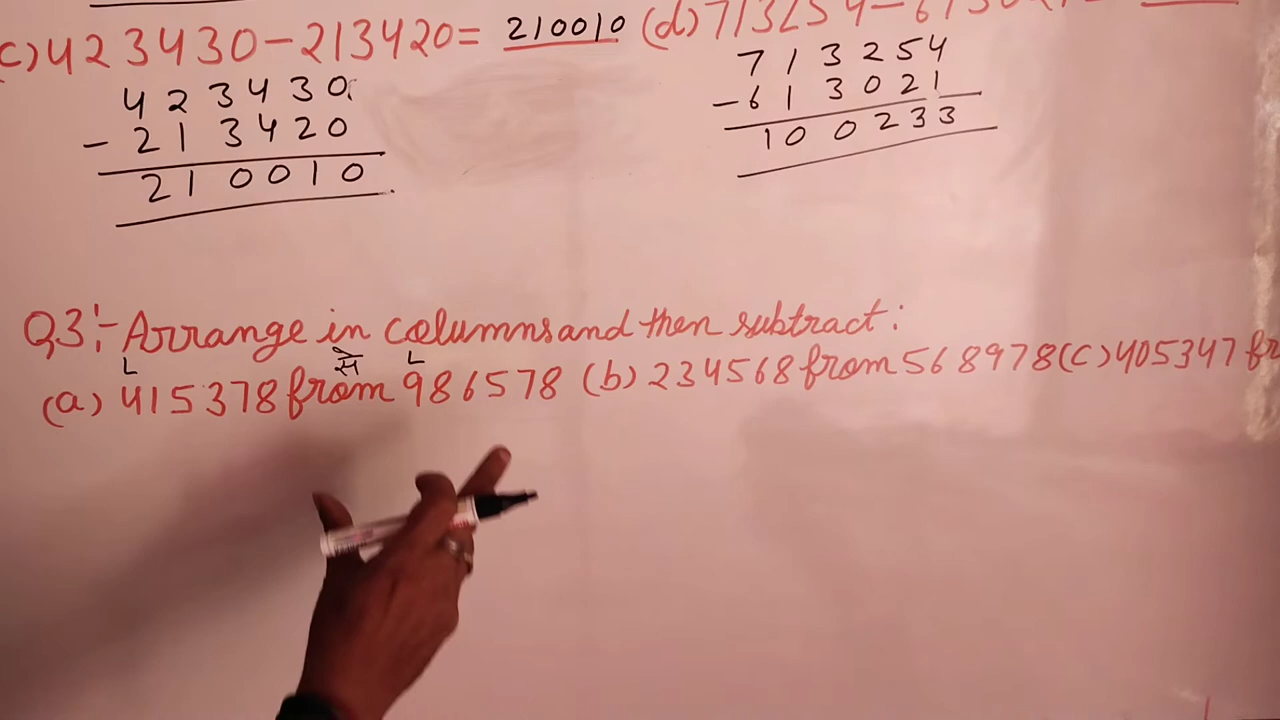 (c) 423430-213420= 210010 (d) 713254-
423430
-213420
210010
713254
-613021
100233
Q3:- Arrange in columns and then subtract:
L से L
(a) 415378 from 986578 (b) 234568 from 568978 (c) 405347